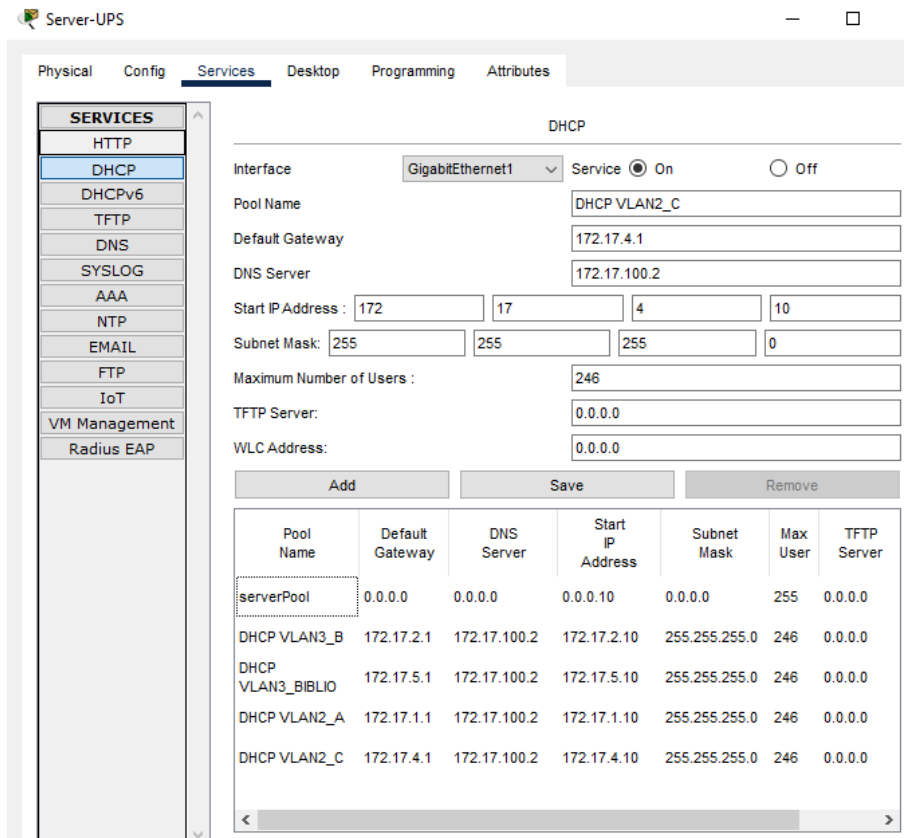 Server-UPS
Physical Config Services Desktop Programming Attributes
SERVICES
HTTP
DHCP
DHCPv6
TFTP
DNS
SYSLOG
AAA
NTP
EMAIL
FTP
IoT
VM Management
Radius EAP
DHCP
Interface GigabitEthernet1 Service On Off
Pool Name DHCP VLAN2_C
Default Gateway 172.17.4.1
DNS Server 172.17.100.2
Start IP Address : 172 17 4 10
Subnet Mask: 255 255 255 0
Maximum Number of Users : 246
TFTP Server: 0.0.0.0
WLC Address: 0.0.0.0
Add Save Remove
Pool Name Default Gateway DNS Server Start IP Address Subnet Mask Max User TFTP Server
serverPool 0.0.0.0 0.0.0.0 0.0.0.10 0.0.0.0 255 0.0.0.0
DHCP VLAN3_B 172.17.2.1 172.17.100.2 172.17.2.10 255.255.255.0 246 0.0.0.0
DHCP VLAN3_BIBLIO 172.17.5.1 172.17.100.2 172.17.5.10 255.255.255.0 246 0.0.0.0
DHCP VLAN2_A 172.17.1.1 172.17.100.2 172.17.1.10 255.255.255.0 246 0.0.0.0
DHCP VLAN2_C 172.17.4.1 172.17.100.2 172.17.4.10 255.255.255.0 246 0.0.0.0